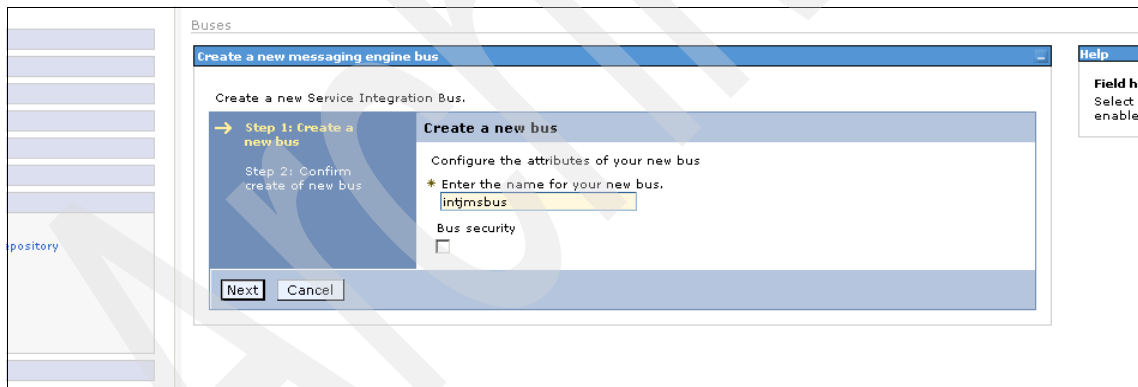 Buses
Create a new messaging engine bus
Help
Create a new Service Integration Bus.
Field h
Select
enable
Step 1: Create a
new bus
Step 2: Confirm
create of new bus
Create a new bus
Configure the attributes of your new bus
* Enter the name for your new bus.
intjmsbus
Bus security
epository
Next
Cancel